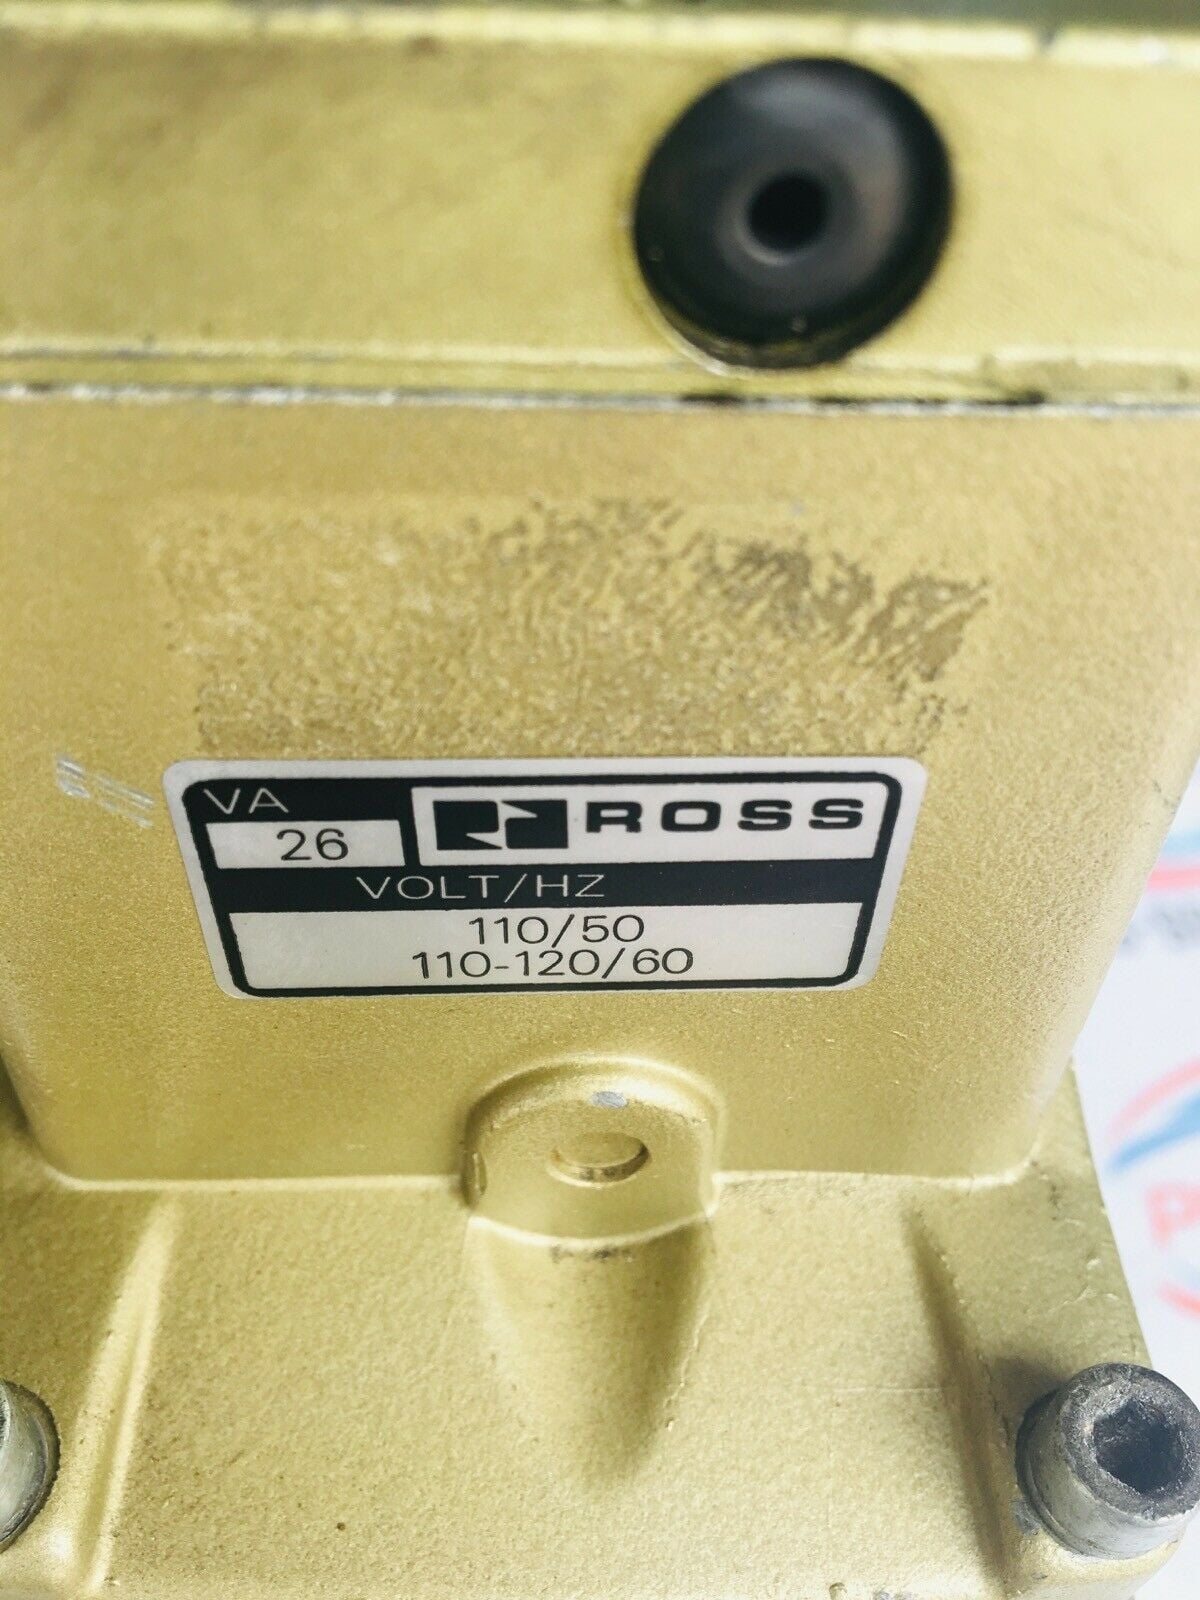 VA
ROSS
26
VOLT/HZ
110/50
110-120/60